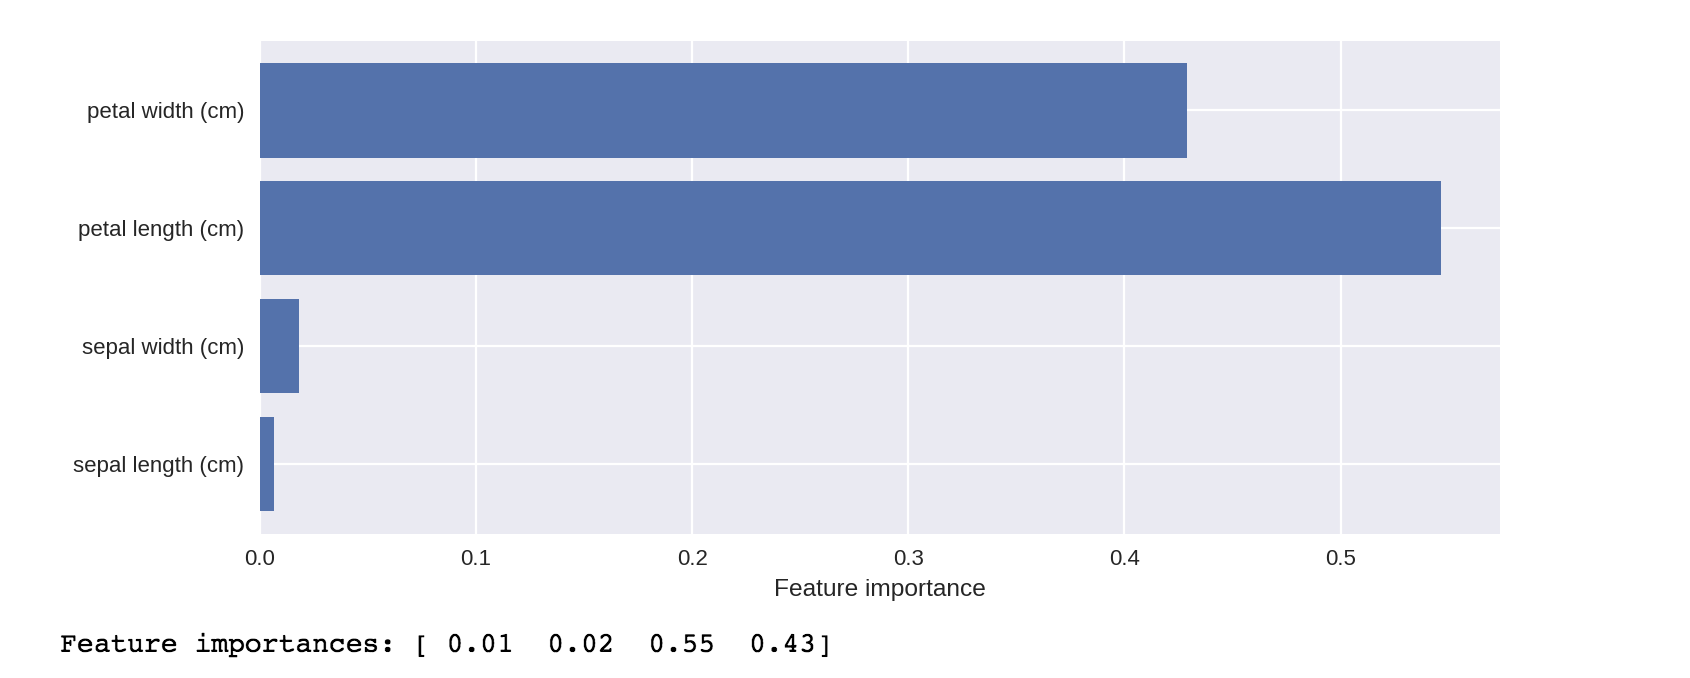 petal width (cm)
petal length (cm)
sepal width (cm)
sepal length (cm)
0.0 0.1 0.2 0.3 0.4 0.5
Feature importance
Feature importances: [ 0.01  0.02  0.55  0.43]